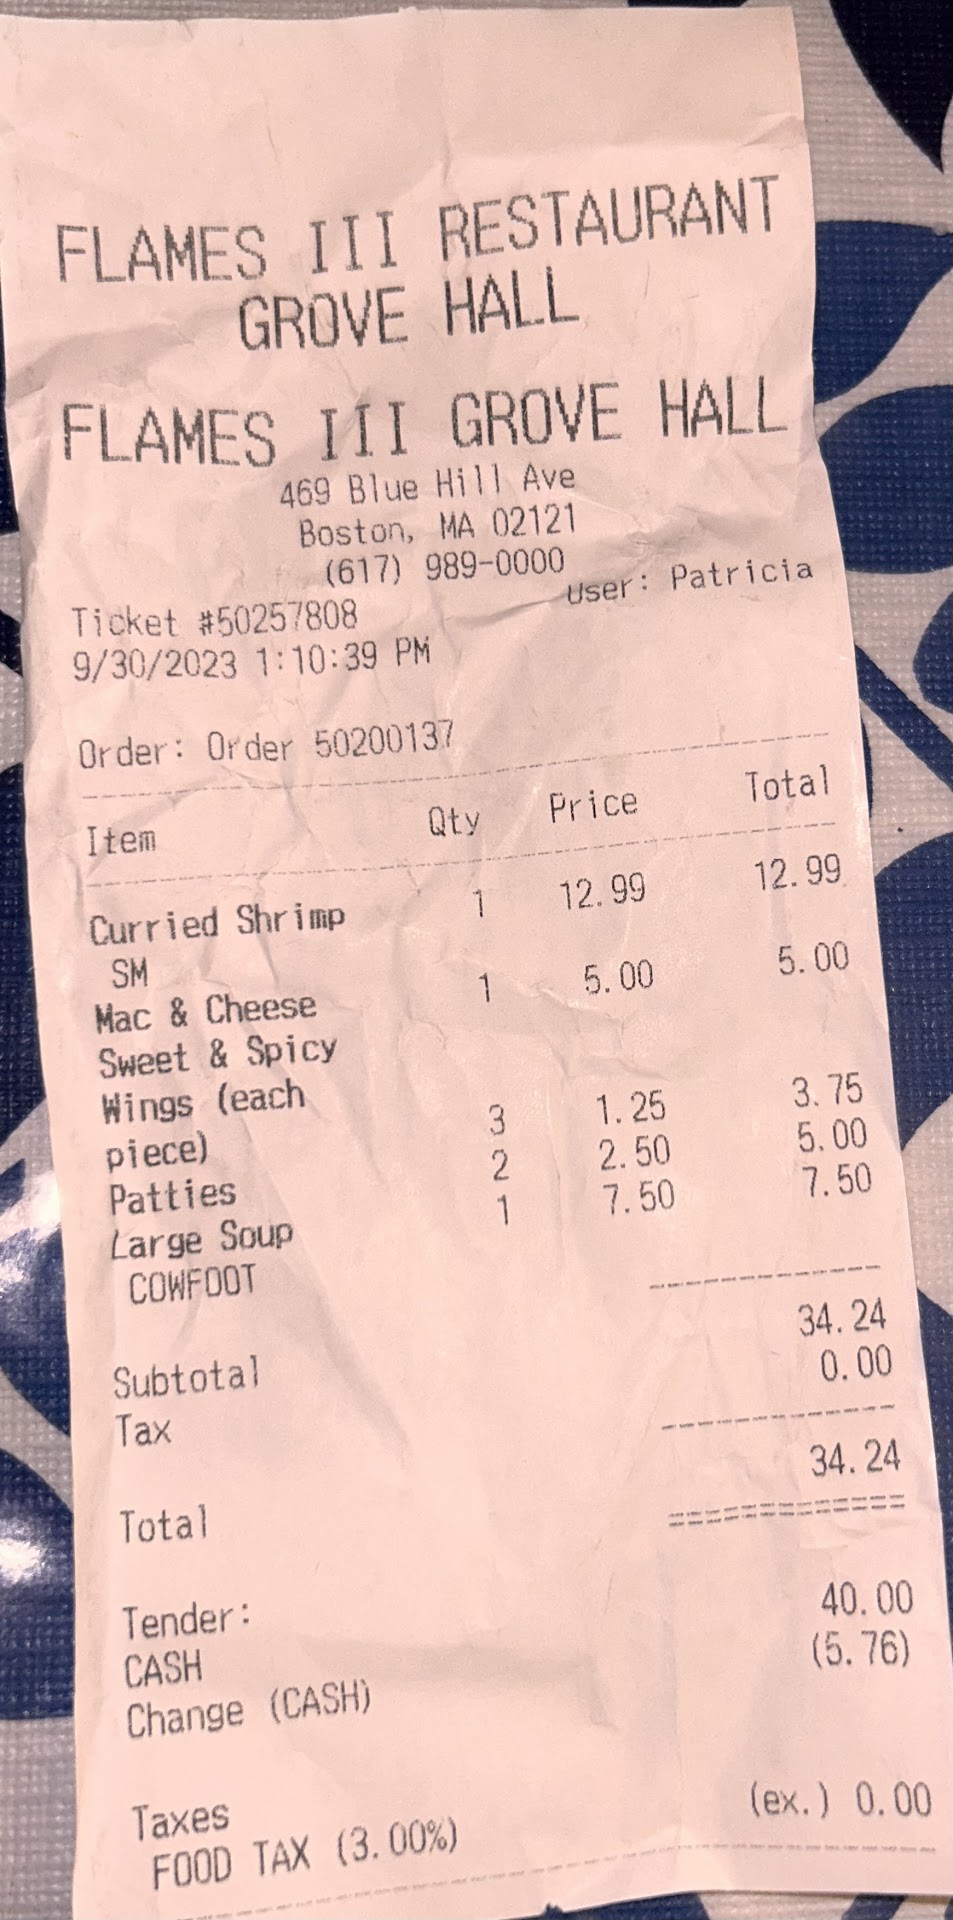 FLAMES III RESTAURANT
GROVE HALL
FLAMES III GROVE HALL
469 Blue Hill Ave
Boston, MA 02121
(617) 989-0000
User: Patricia
Ticket #50257808
9/30/2023 1:10:39 PM
Order: Order 50200137
Item Qty Price Total
Curried Shrimp 1 12.99 12.99
SM
Mac & Cheese 1 5.00 5.00
Sweet & Spicy
Wings (each
piece) 3 1.25 3.75
Patties 2 2.50 5.00
Large Soup 1 7.50 7.50
COWFOOT
Subtotal 34.24
Tax 0.00
Total 34.24
Tender:
CASH 40.00
Change (CASH) (5.76)
Taxes
FOOD TAX (3.00%) (ex.) 0.00